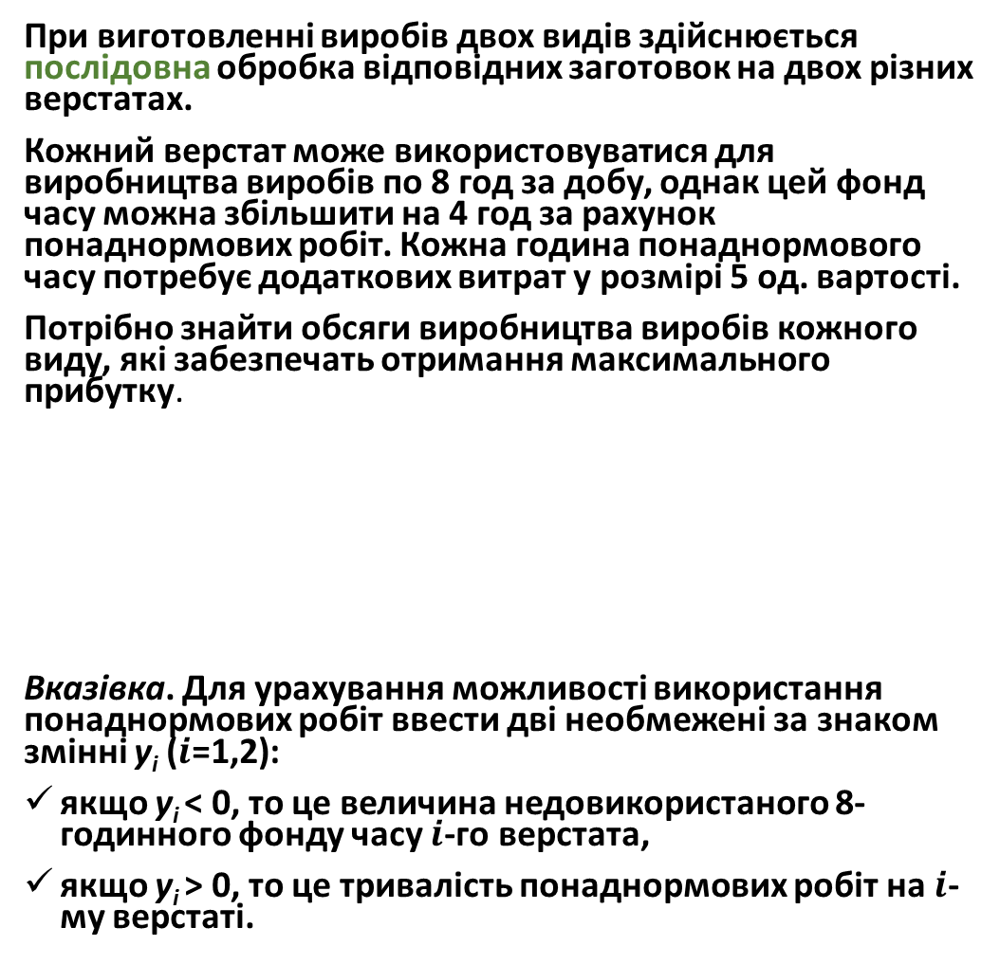 При виготовленні виробів двох видів здійснюється
послідовна обробка відповідних заготовок на двох різних
верстатах.
Кожний верстат може використовуватися для
виробництва виробів по 8 год за добу, однак цей фонд
часу можна збільшити на 4 год за рахунок
понаднормових робіт. Кожна година понаднормового
часу потребує додаткових витрат у розмірі 5 од. вартості.
Потрібно знайти обсяги виробництва виробів кожного
виду, які забезпечать отримання максимального
прибутку.
Вказівка. Для урахування можливості використання
понаднормових робіт ввести дві необмежені за знаком
змінні yi (i=1,2):
✓ якщо yi < 0, то це величина недовикористаного 8-
годинного фонду часу i-го верстата,
✓ якщо yi > 0, то це тривалість понаднормових робіт на i-
му верстаті.